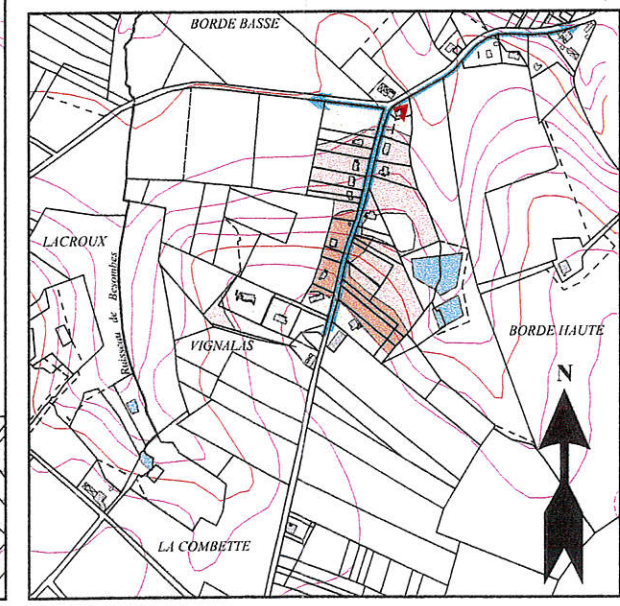 BORDE BASSE
LACROUX
Ruisseau de Beyombes
VIGNALAS
BORDE HAUTE
N
LA COMBETTE